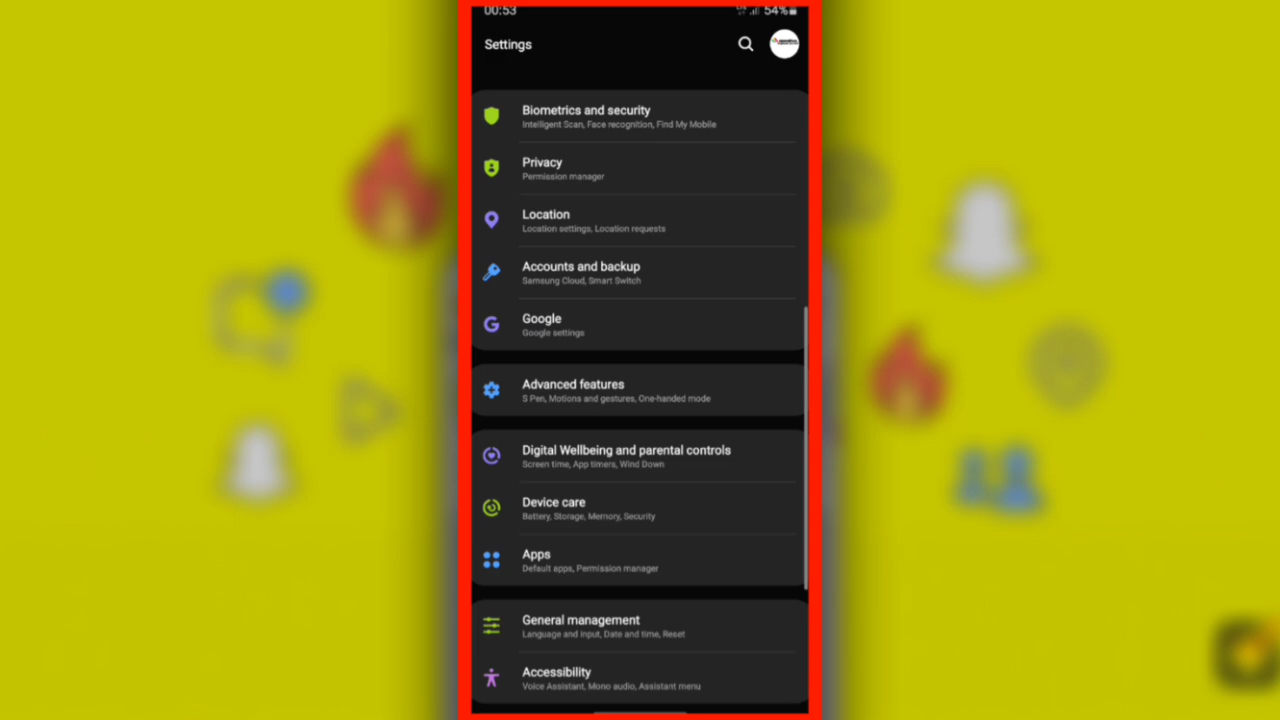 00:53
54%
Settings
Biometrics and security
Intelligent Scan, Face recognition, Find My Mobile
Privacy
Permission manager
Location
Location settings, Location requests
Accounts and backup
Samsung Cloud, Smart Switch
Google
Google settings
Advanced features
S Pen, Motions and gestures, One-handed mode
Digital Wellbeing and parental controls
Screen time, App timers, Wind Down
Device care
Battery, Storage, Memory, Security
Apps
Default apps, Permission manager
General management
Language and input, Date and time, Reset
Accessibility
Voice Assistant, Mono audio, Assistant menu